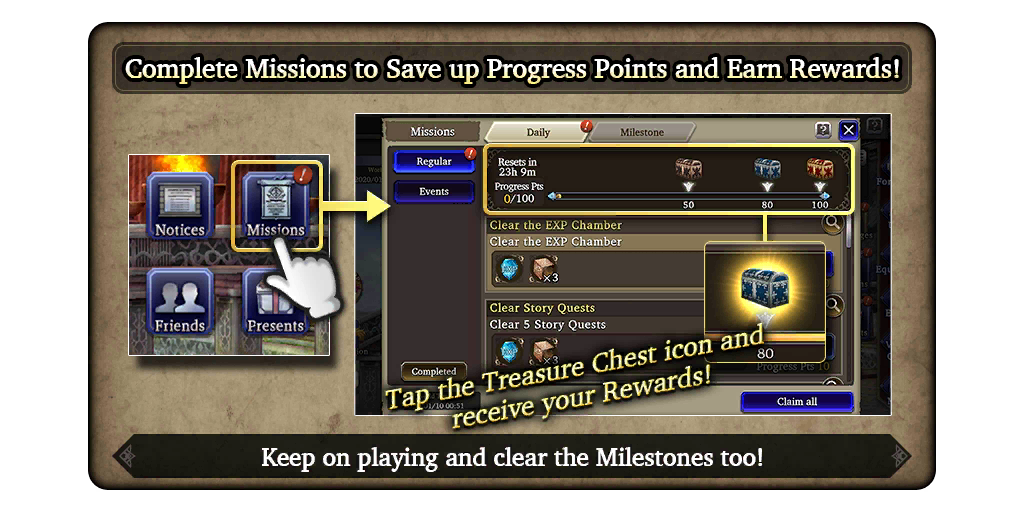 Complete Missions to Save up Progress Points and Earn Rewards!
Notices
Missions
Friends
Presents
Missions
Daily
Milestone
Regular
Events
Resets in
23h 9m
Progress Pts
0/100
50
80
100
Clear the EXP Chamber
Clear the EXP Chamber
×3
Clear Story Quests
Clear 5 Story Quests
×3
80
Progress Pts 10
Completed
Tap the Treasure Chest icon and
receive your Rewards!
Claim all
Keep on playing and clear the Milestones too!